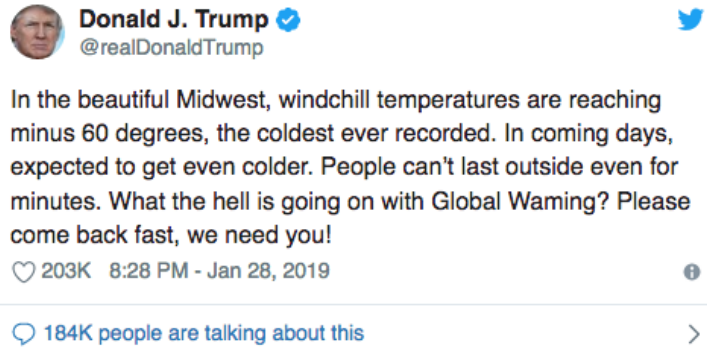 Donald J. Trump
@realDonaldTrump
In the beautiful Midwest, windchill temperatures are reaching
minus 60 degrees, the coldest ever recorded. In coming days,
expected to get even colder. People can't last outside even for
minutes. What the hell is going on with Global Waming? Please
come back fast, we need you!
203K 8:28 PM - Jan 28, 2019
184K people are talking about this